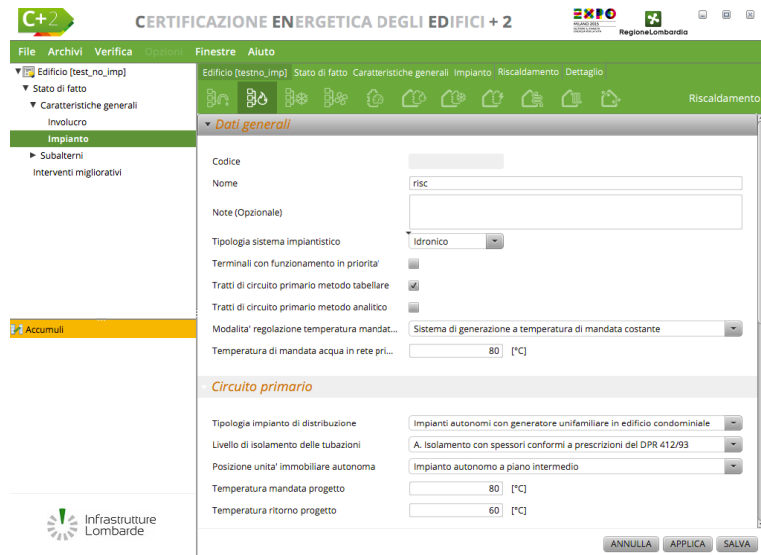 C+2
CERTIFICAZIONE ENERGETICA DEGLI EDIFICI + 2
EXPO
MILANO 2015
RegioneLombardia
File Archivi Verifica Opzioni Finestre Aiuto
Edificio [test_no_imp]
Stato di fatto
Caratteristiche generali
Involucro
Impianto
Subalterni
Interventi migliorativi
Accumuli
Infrastrutture
Lombarde
Edificio [testno_imp] Stato di fatto Caratteristiche generali Impianto Riscaldamento Dettaglio
Riscaldamento
Dati generali
Codice
Nome risc
Note (Opzionale)
Tipologia sistema impiantistico Idronico
Terminali con funzionamento in priorita'
Tratti di circuito primario metodo tabellare
Tratti di circuito primario metodo analitico
Modalita' regolazione temperatura mandat... Sistema di generazione a temperatura di mandata costante
Temperatura di mandata acqua in rete pri... 80 [°C]
Circuito primario
Tipologia impianto di distribuzione Impianti autonomi con generatore unifamiliare in edificio condominiale
Livello di isolamento delle tubazioni A. Isolamento con spessori conformi a prescrizioni del DPR 412/93
Posizione unita' immobiliare autonoma Impianto autonomo a piano intermedio
Temperatura mandata progetto 80 [°C]
Temperatura ritorno progetto 60 [°C]
ANNULLA APPLICA SALVA